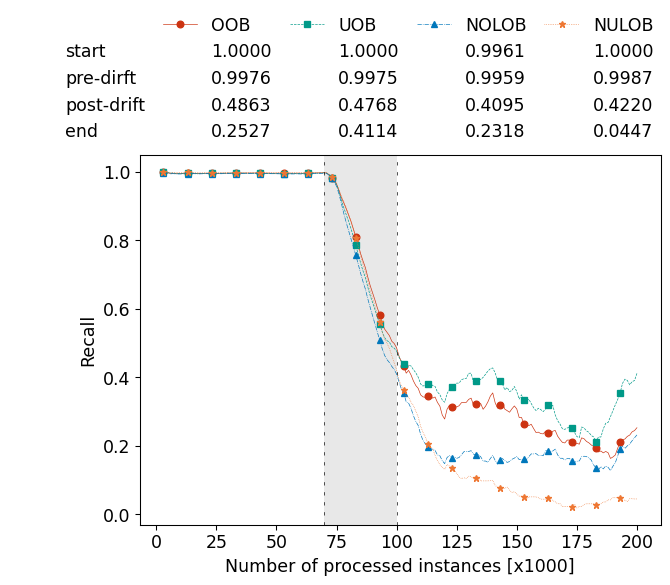 OOB UOB NOLOB NULOB
start 1.0000 1.0000 0.9961 1.0000
pre-dirft 0.9976 0.9975 0.9959 0.9987
post-drift 0.4863 0.4768 0.4095 0.4220
end 0.2527 0.4114 0.2318 0.0447
1.0
0.8
0.6
0.4
0.2
0.0
Recall
0 25 50 75 100 125 150 175 200
Number of processed instances [x1000]